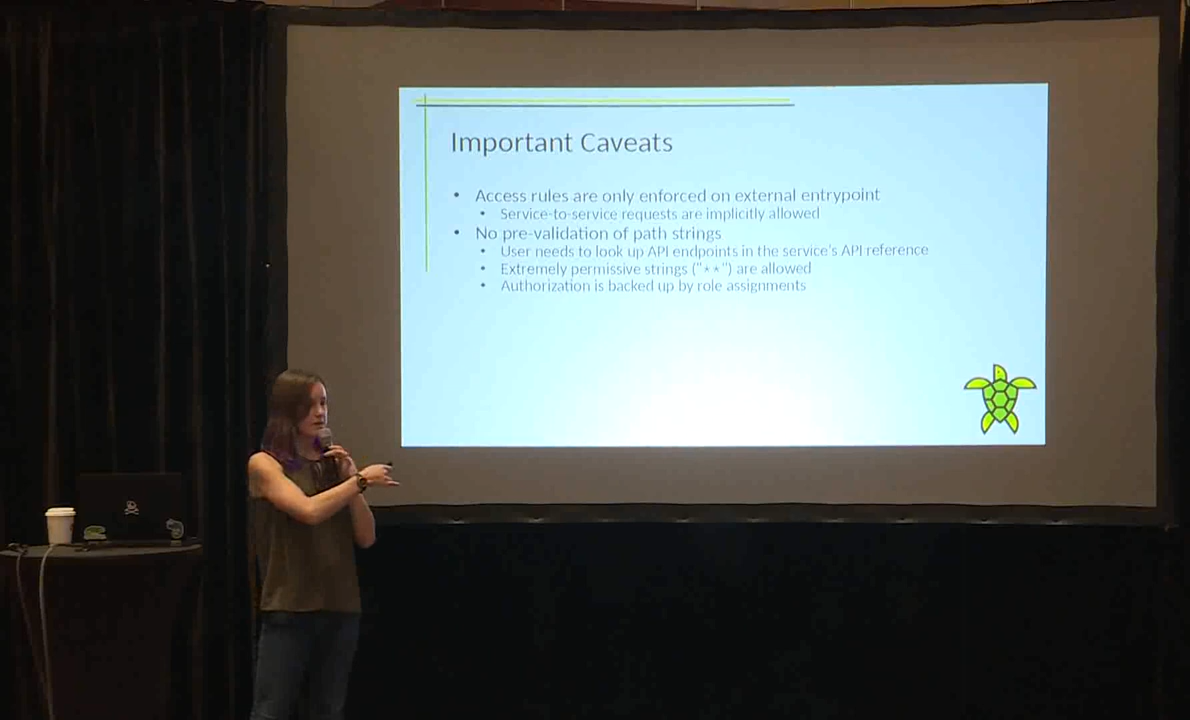 Important Caveats
• Access rules are only enforced on external entrypoint
• Service-to-service requests are implicitly allowed
• No pre-validation of path strings
• User needs to look up API endpoints in the service's API reference
• Extremely permissive strings ("**") are allowed
• Authorization is backed up by role assignments